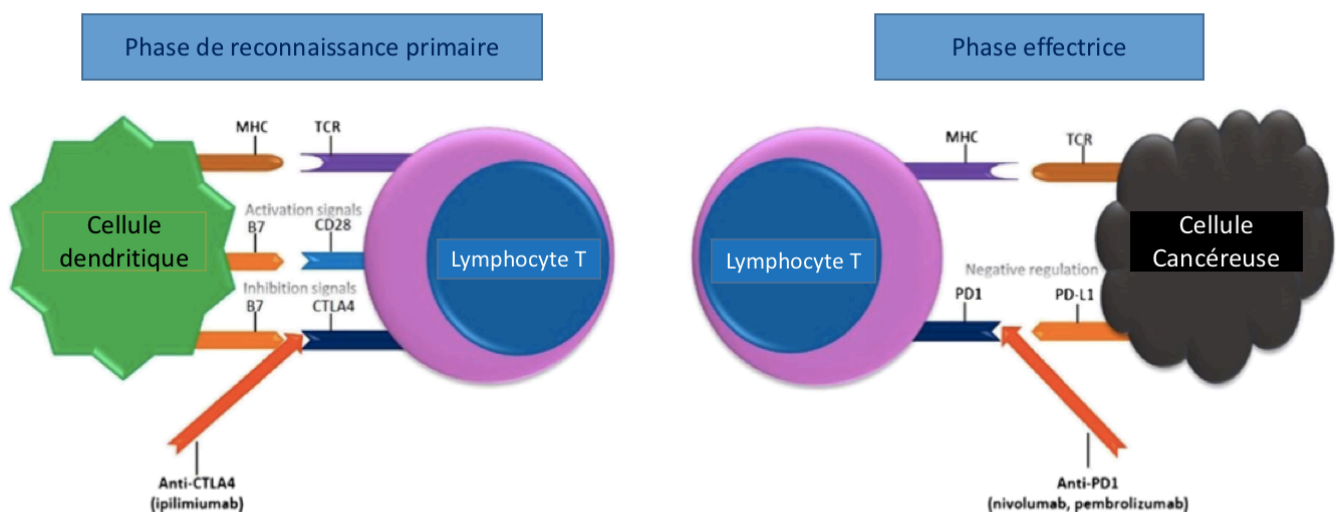 Phase de reconnaissance primaire
Phase effectrice
MHC
TCR
Activation signals
B7
CD28
Inhibition signals
B7
CTLA4
Cellule
dendritique
Lymphocyte T
Anti-CTLA4
(ipilimiumab)
MHC
TCR
Lymphocyte T
Cellule
Cancéreuse
Negative regulation
PD1
PD-L1
Anti-PD1
(nivolumab, pembrolizumab)